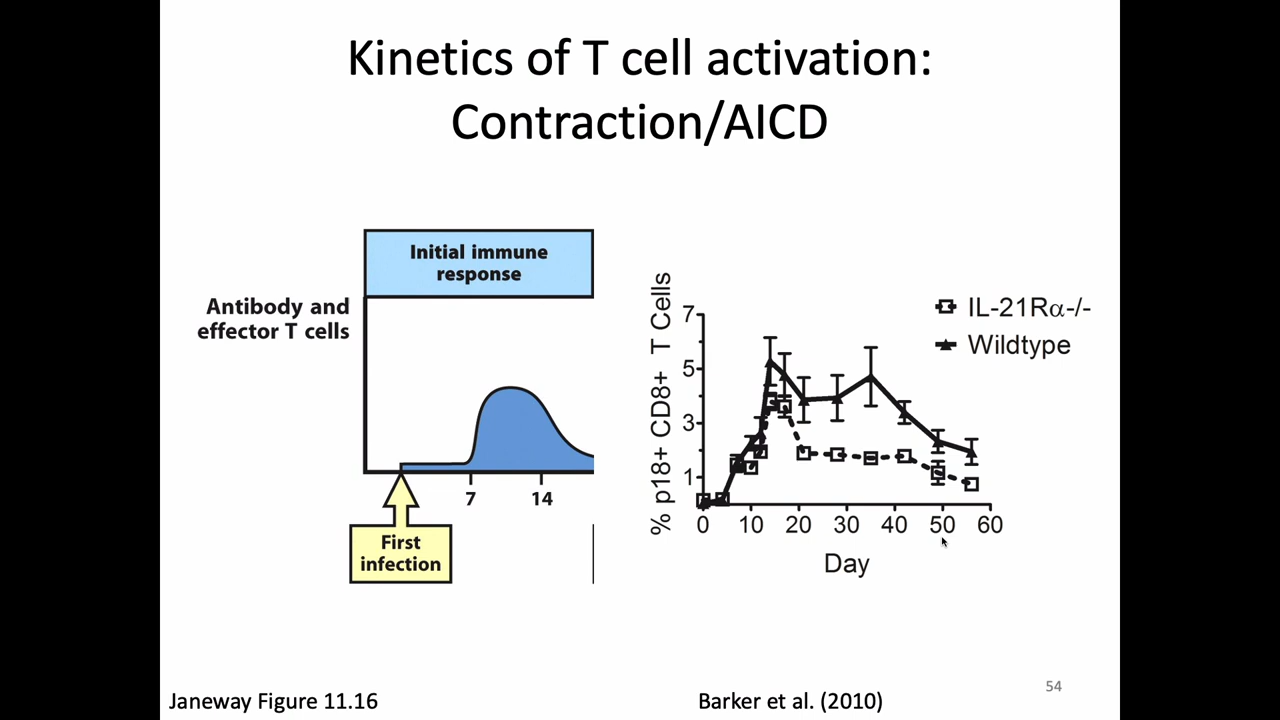 Kinetics of T cell activation:
Contraction/AICD
Initial immune
response
Antibody and
effector T cells
7
14
First
infection
% p18+ CD8+ T Cells
7
5
3
1
0 10 20 30 40 50 60
Day
IL-21Rα-/-
Wildtype
Janeway Figure 11.16
Barker et al. (2010)
54